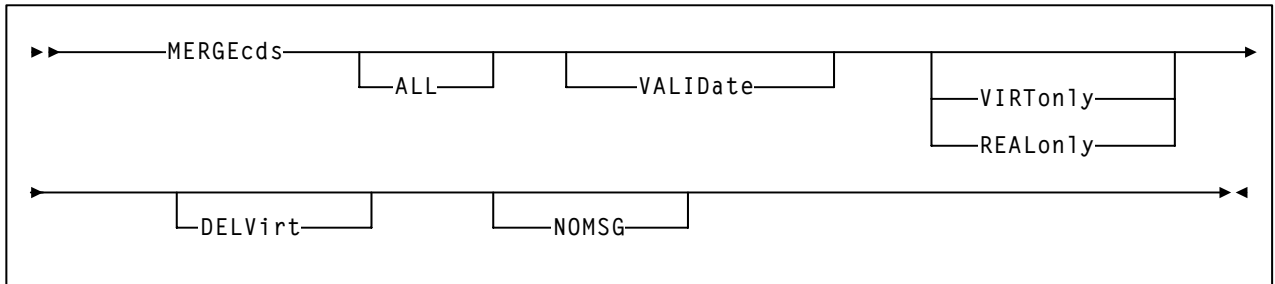 MERGEcds
ALL
VALIDate
VIRTonly
REALonly
DELVirt
NOMSG